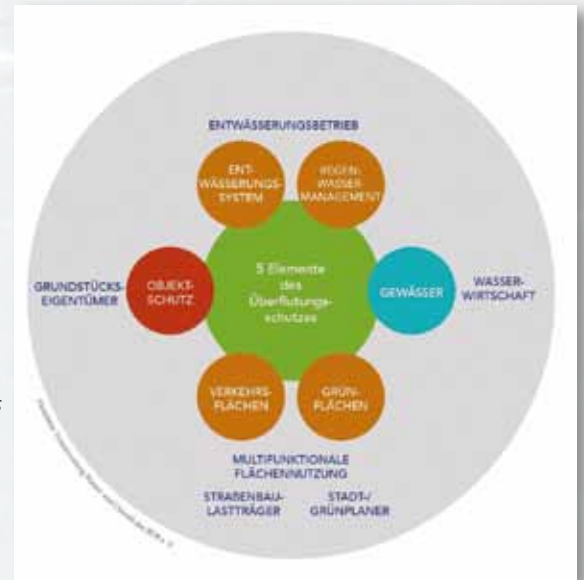 ENTWÄSSERUNGSBETRIEB
ENT-
WÄSSERUNGS-
SYSTEM
REGEN-
WASSER
MANAGEMENT
5 Elemente
des
Überflutungs-
schutzes
GRUNDSTÜCKS-
EIGENTÜMER
OBJEKT-
SCHUTZ
GEWÄSSER
WASSER-
WIRTSCHAFT
VERKEHRS-
FLÄCHEN
GRÜN-
FLÄCHEN
MULTIFUNKTIONALE
FLÄCHENNUTZUNG
STRASSENBAU-
LASTTRÄGER
STADT-/
GRÜNPLANER